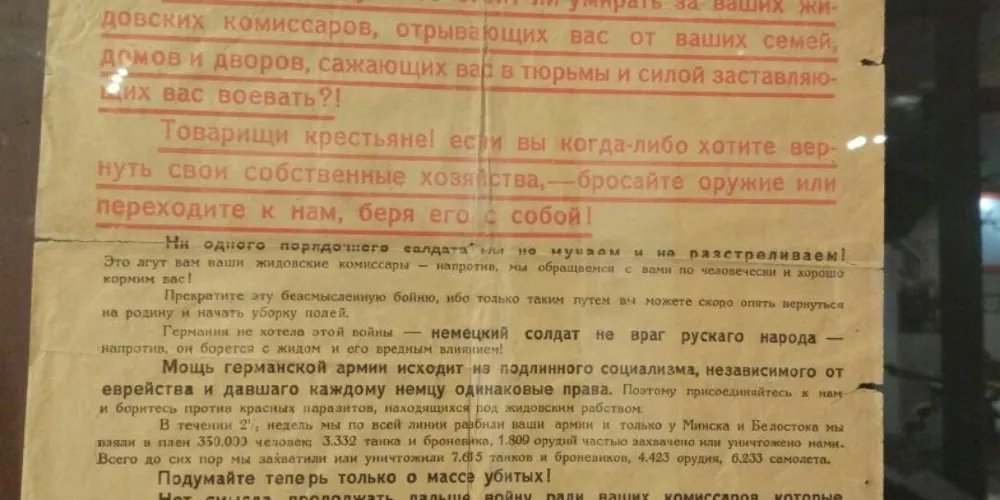 стоит ли умирать за ваших жи-
довских комиссаров, отрывающих вас от ваших семей,
домов и дворов, сажающих вас в тюрьмы и силой заставляю-
щих вас воевать?!
Товарищи крестьяне! если вы когда-либо хотите вер-
нуть свои собственные хозяйства,—бросайте оружие или
переходите к нам, беря его с собой!
Ни одного порядочного солдата мы не мучаем и не разстреливаем!
Это лгут вам ваши жидовские комиссары — напротив, мы обращаемся с вами по человечески и хорошо
кормим вас!
Прекратите эту безсмысленную бойню, ибо только таким путем вы можете скоро опять вернуться
на родину и начать уборку полей.
Германия не хотела этой войны — немецкий солдат не враг рускаго народа —
напротив, он борется с жидом и его вредным влиянием!
Мощь германской армии исходит из подлинного социализма, независимого от
еврейства и давшаго каждому немцу одинаковые права. Поэтому присоединяйтесь к нам
и боритесь против красных паразитов, находящихся под жидовским рабством.
В течении 2½ недель мы по всей линии разбили ваши армии и только у Минска и Белостока мы
взяли в плен 330.000 человек; 3.332 танка и броневика, 1.809 орудий частью захвачено или уничтожено нами.
Всего до сих пор мы захватили или уничтожили 7.615 танков и броневиков, 4.423 орудия, 6.233 самолета.
Подумайте теперь только о массе убитых!
Нет смысла продолжать дальше войну ради ваших комиссаров, которые